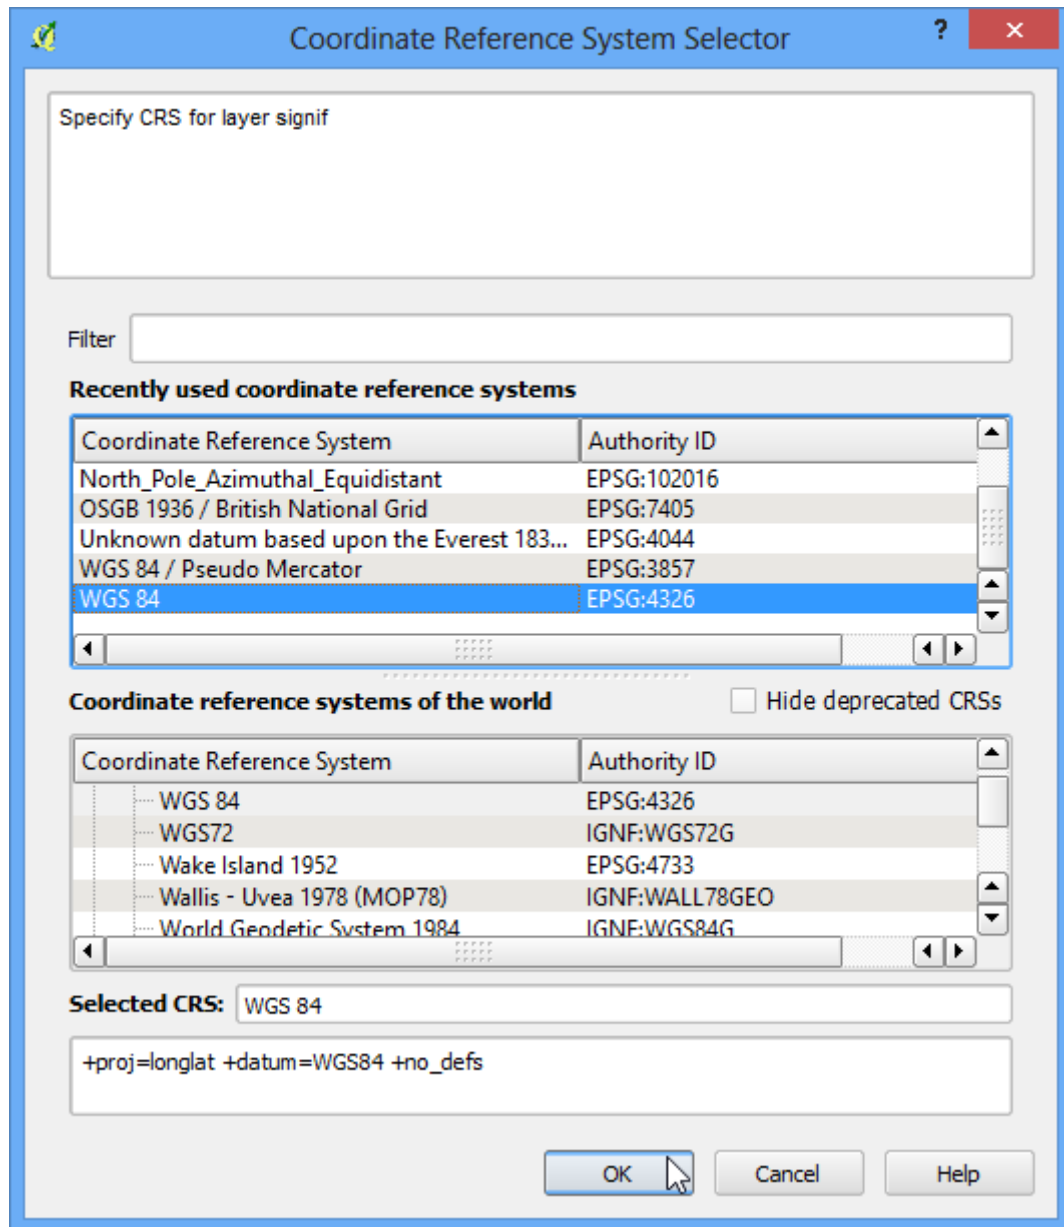 Coordinate Reference System Selector ? ×
Specify CRS for layer signif
Filter
Recently used coordinate reference systems
Coordinate Reference System Authority ID
North_Pole_Azimuthal_Equidistant EPSG:102016
OSGB 1936 / British National Grid EPSG:7405
Unknown datum based upon the Everest 183... EPSG:4044
WGS 84 / Pseudo Mercator EPSG:3857
WGS 84 EPSG:4326
Coordinate reference systems of the world Hide deprecated CRSs
Coordinate Reference System Authority ID
WGS 84 EPSG:4326
WGS72 IGNF:WGS72G
Wake Island 1952 EPSG:4733
Wallis - Uvea 1978 (MOP78) IGNF:WALL78GEO
World Geodetic System 1984 IGNF:WGS84G
Selected CRS: WGS 84
+proj=longlat +datum=WGS84 +no_defs
OK Cancel Help